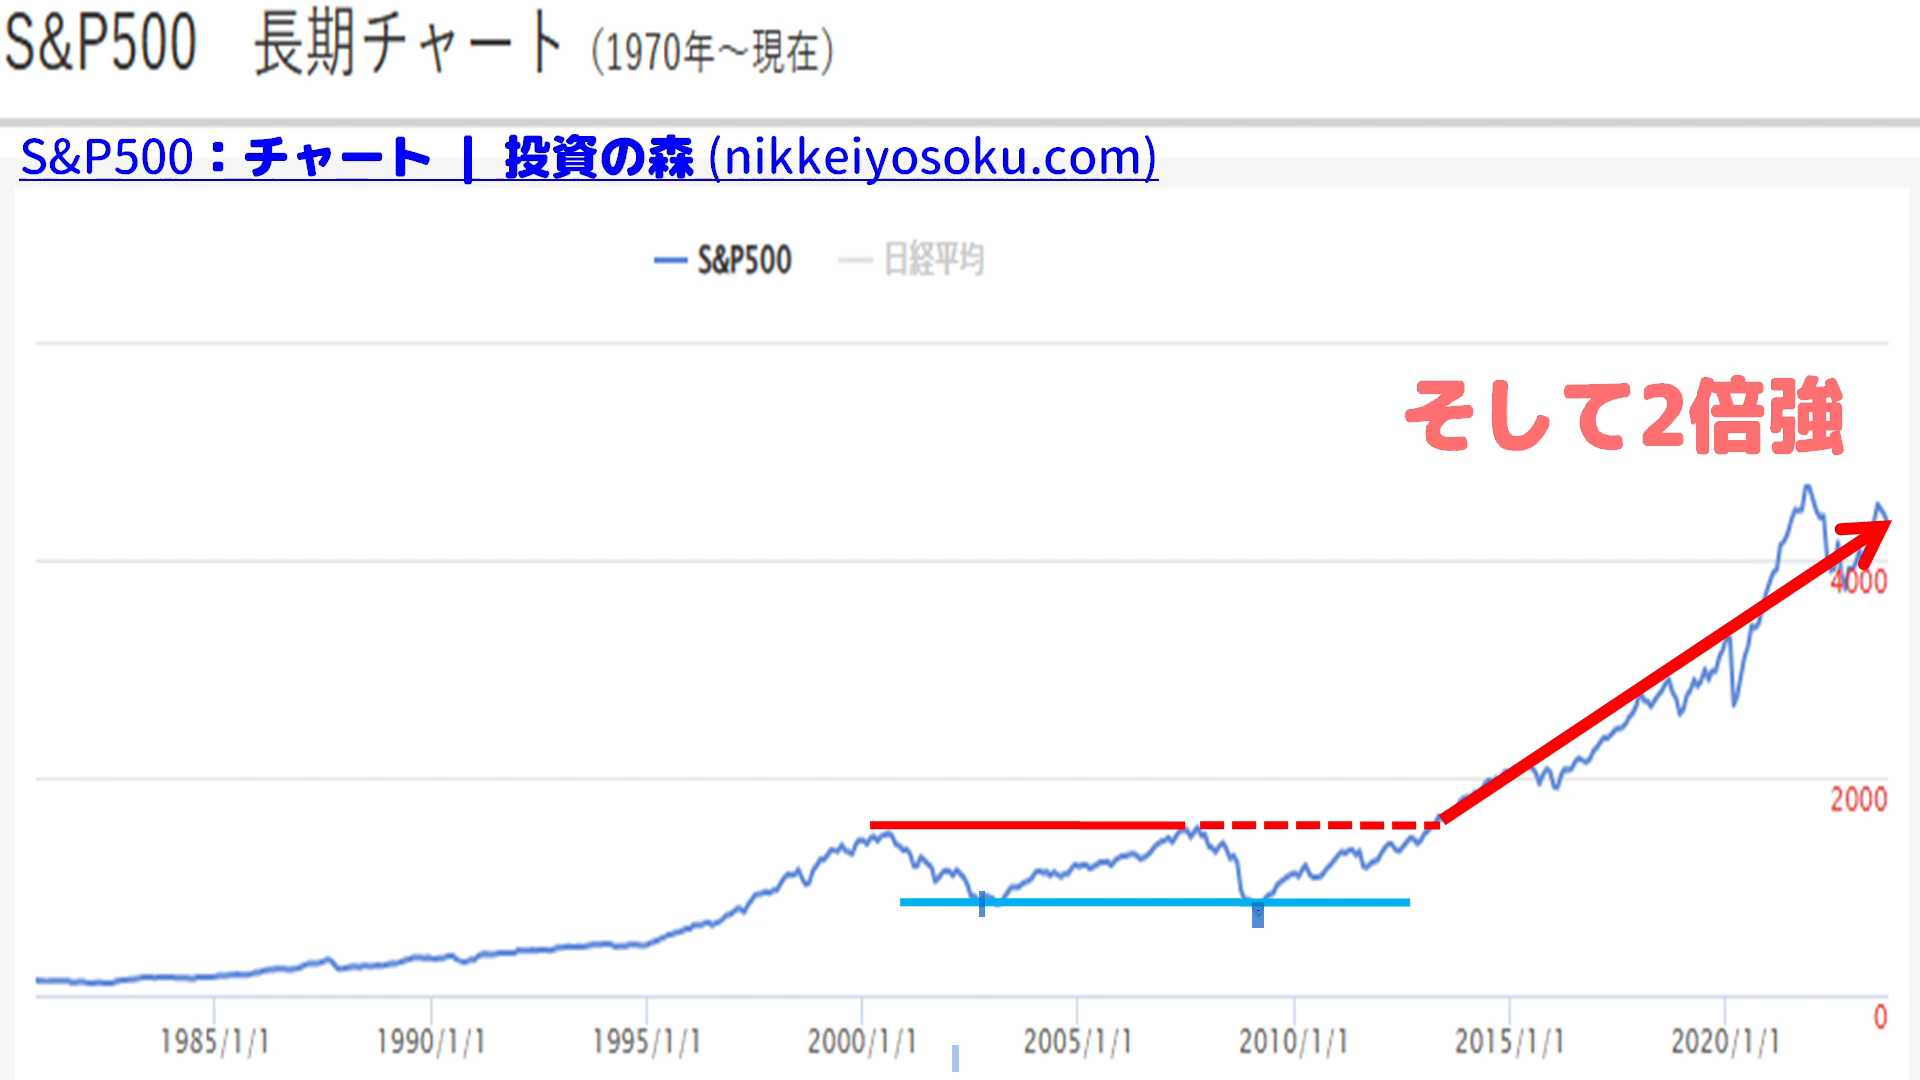 S&P500 長期チャート (1970年～現在)
S&P500：チャート | 投資の森 (nikkeiyosoku.com)
S&P500 日経平均
そして2倍強
4000
2000
0
1985/1/1 1990/1/1 1995/1/1 2000/1/1 2005/1/1 2010/1/1 2015/1/1 2020/1/1